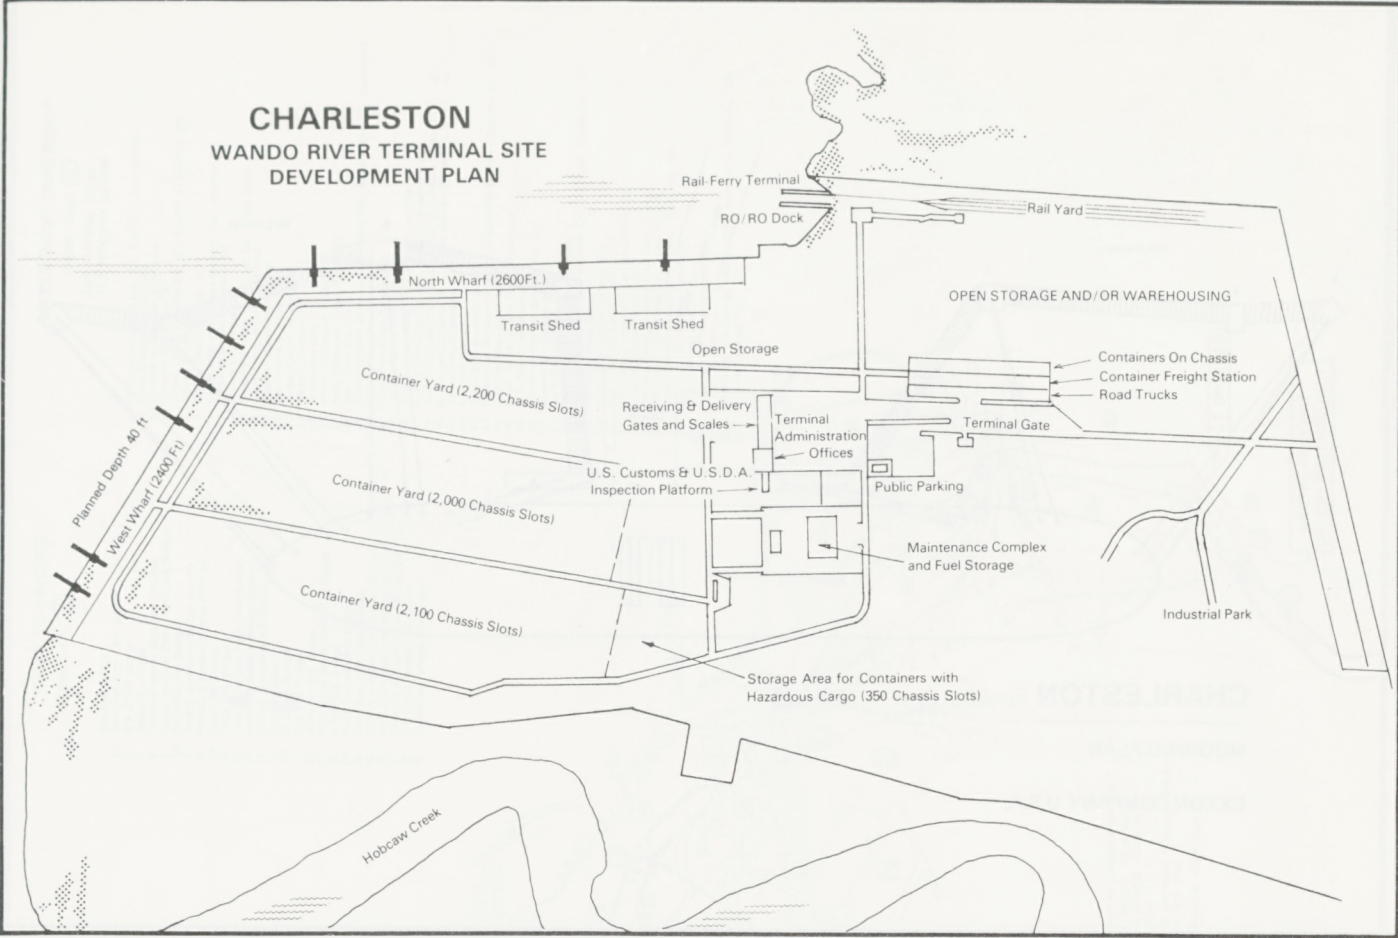 CHARLESTON
WANDO RIVER TERMINAL SITE
DEVELOPMENT PLAN
Rail-Ferry Terminal
RO/RO Dock
Rail Yard
North Wharf (2600Ft.)
OPEN STORAGE AND/OR WAREHOUSING
Transit Shed
Transit Shed
Open Storage
Containers On Chassis
Container Freight Station
Road Trucks
Container Yard (2,200 Chassis Slots)
Receiving & Delivery
Gates and Scales
Terminal
Administration
Offices
Terminal Gate
Planned Depth 40 ft
West Wharf (2400 Ft.)
U.S. Customs & U.S.D.A.
Inspection Platform
Public Parking
Container Yard (2,000 Chassis Slots)
Maintenance Complex
and Fuel Storage
Container Yard (2,100 Chassis Slots)
Industrial Park
Storage Area for Containers with
Hazardous Cargo (350 Chassis Slots)
Hobcaw Creek
CHARLESTON